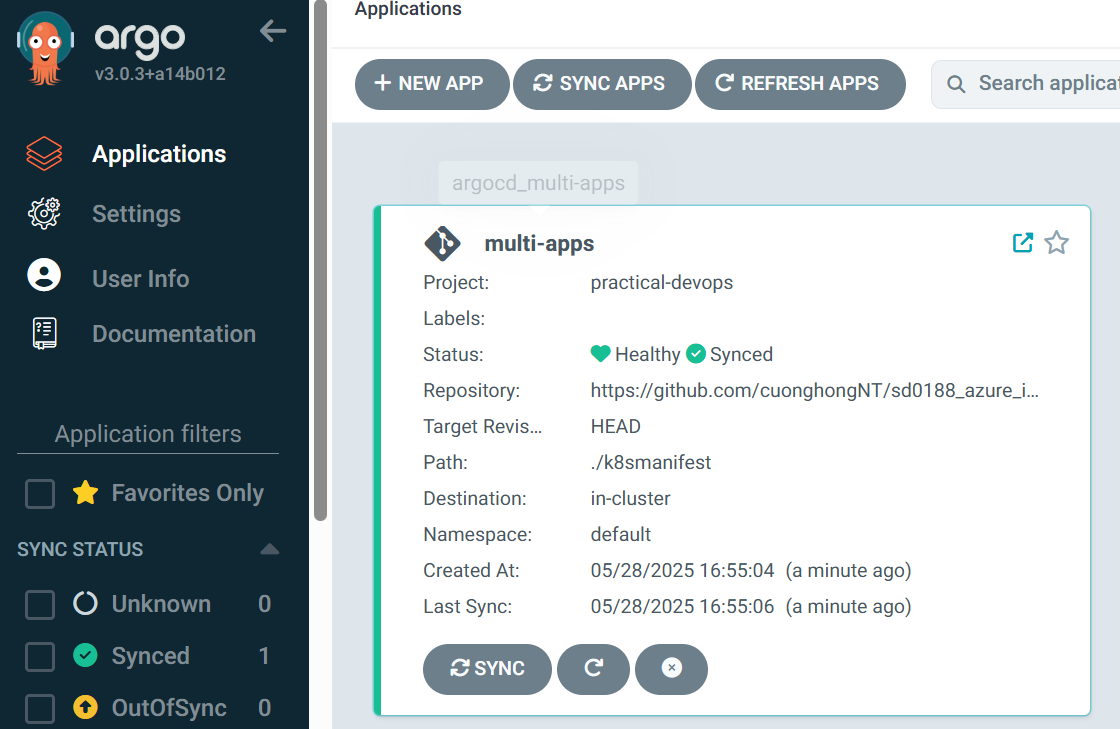 argo
v3.0.3+a14b012
Applications
Settings
User Info
Documentation
Application filters
Favorites Only
SYNC STATUS
Unknown 0
Synced 1
OutOfSync 0
Applications
NEW APP SYNC APPS REFRESH APPS Search applicat
argocd_multi-apps
multi-apps
Project: practical-devops
Labels:
Status: Healthy Synced
Repository: https://github.com/cuonghongNT/sd0188_azure_i...
Target Revis... HEAD
Path: ./k8smanifest
Destination: in-cluster
Namespace: default
Created At: 05/28/2025 16:55:04 (a minute ago)
Last Sync: 05/28/2025 16:55:06 (a minute ago)
SYNC